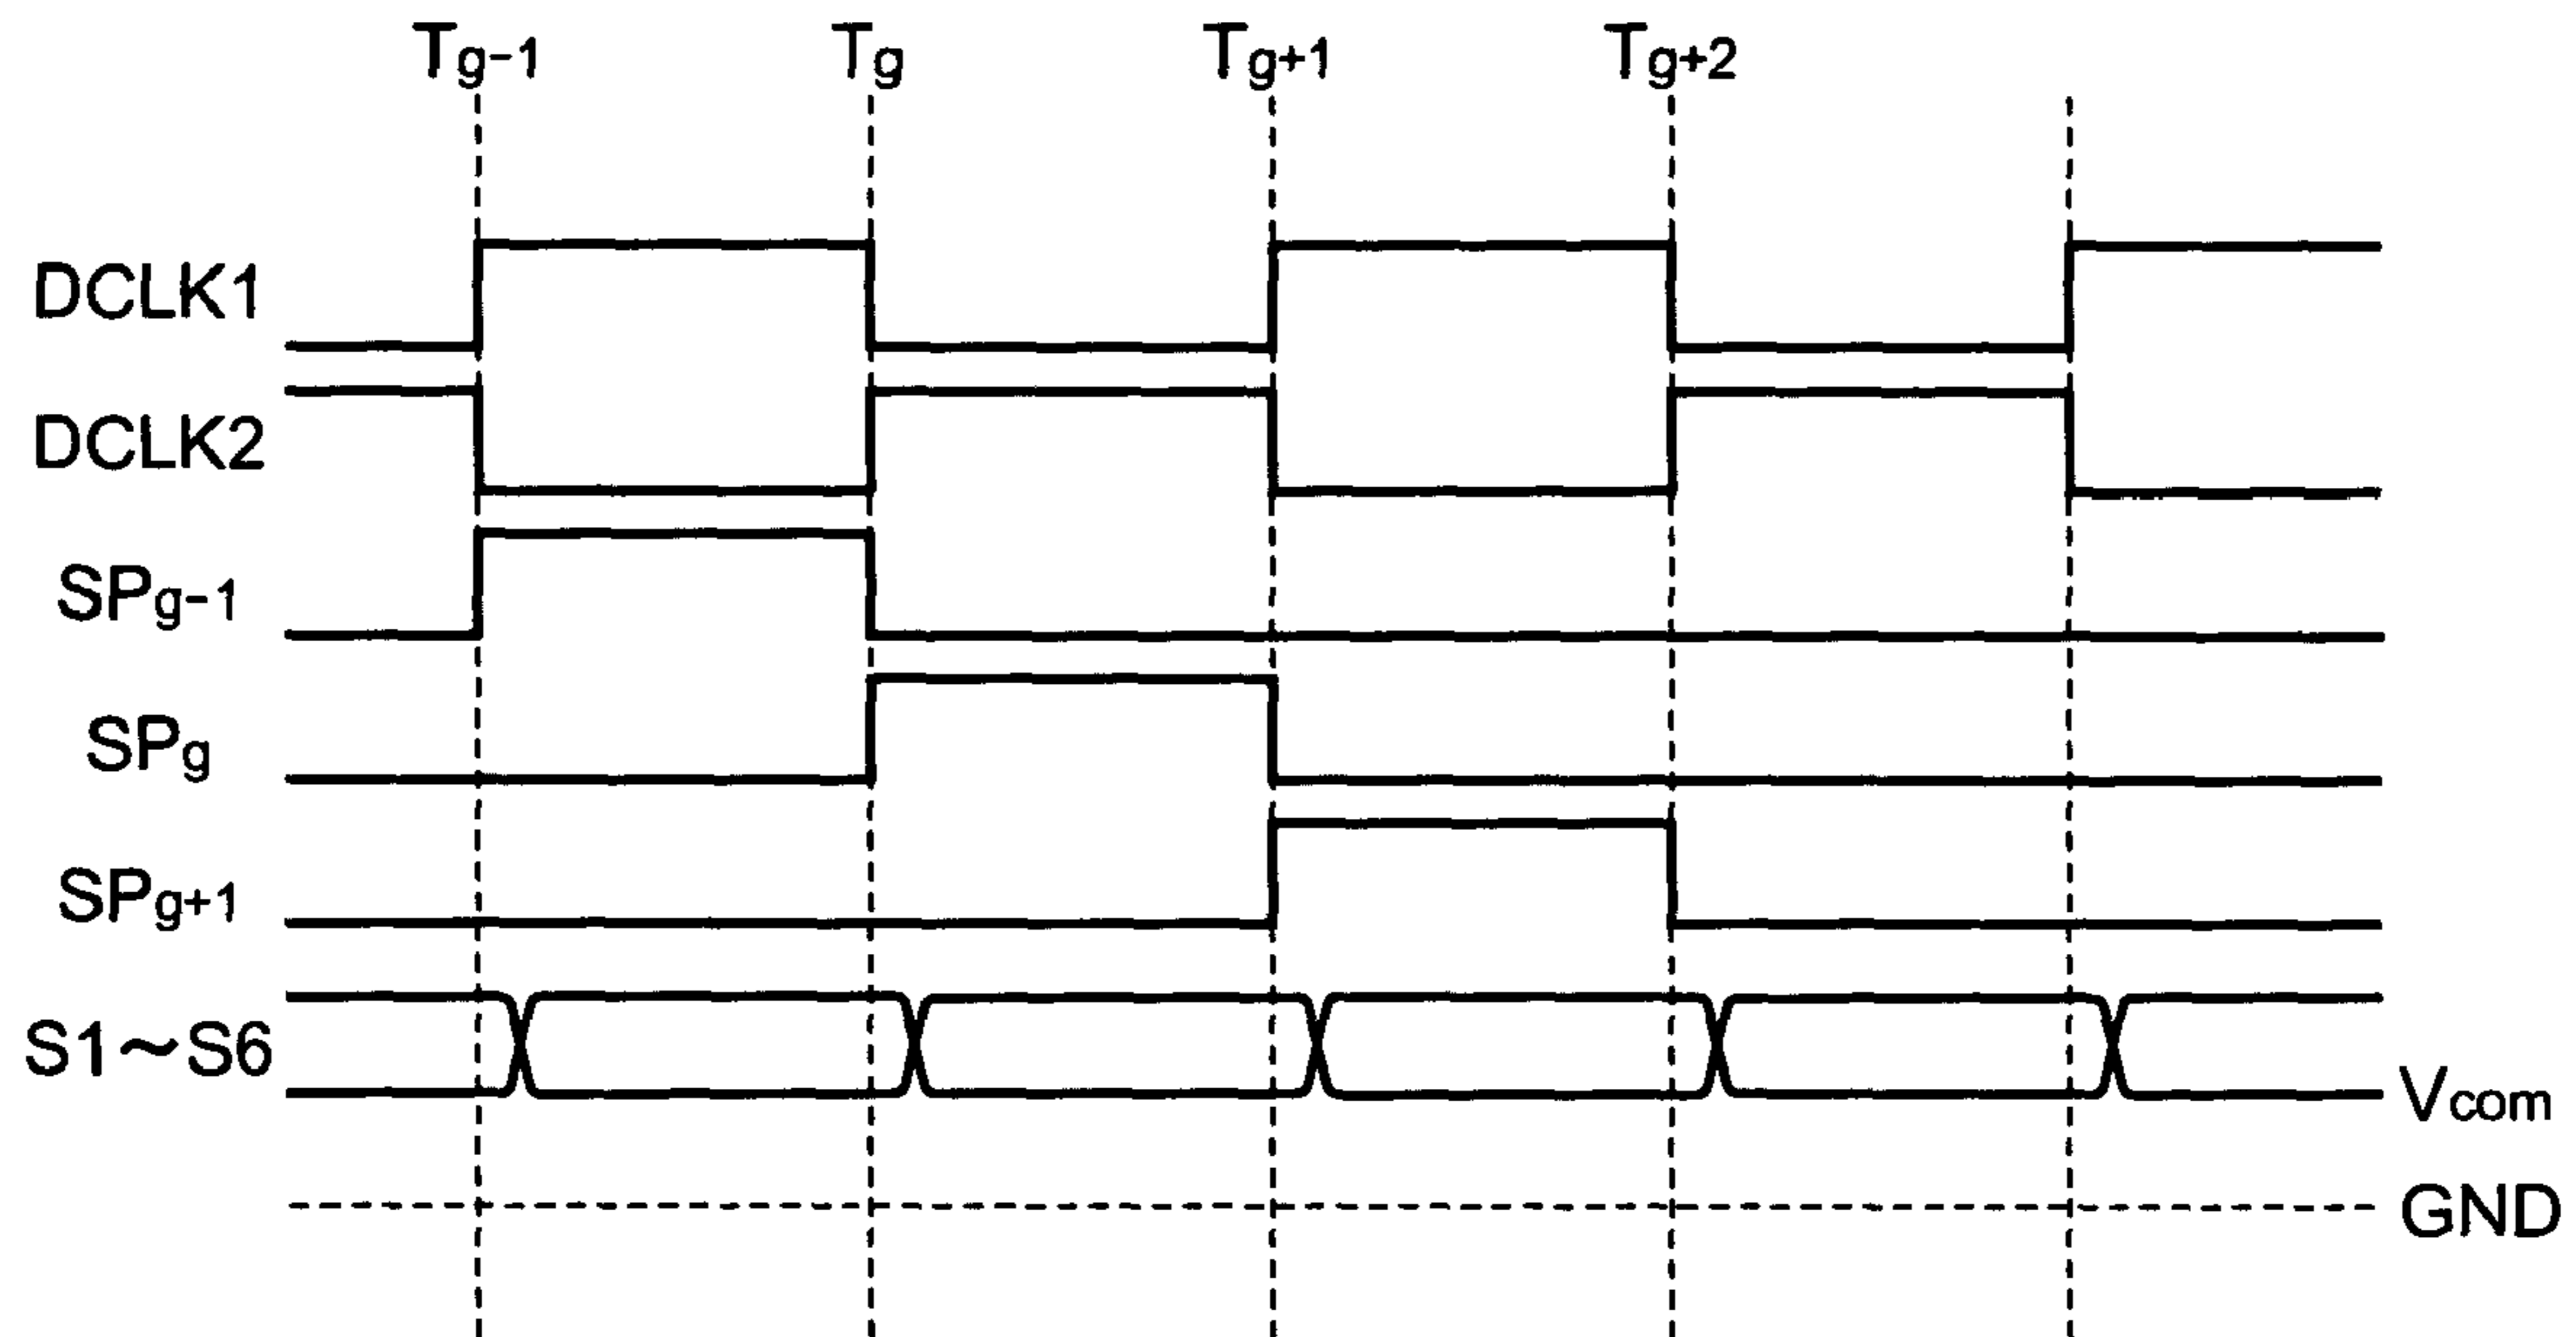 Tg-1 Tg Tg+1 Tg+2
DCLK1
DCLK2
SPg-1
SPg
SPg+1
S1~S6
Vcom
GND